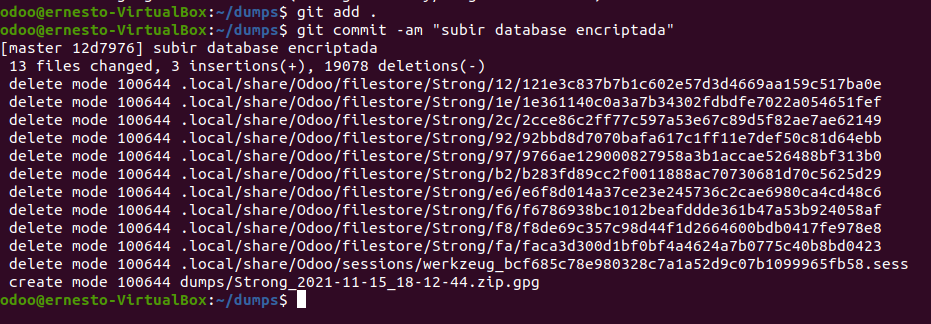 odoo@ernesto-VirtualBox:~/dumps$ git add .
odoo@ernesto-VirtualBox:~/dumps$ git commit -am "subir database encriptada"
[master 12d7976] subir database encriptada
 13 files changed, 3 insertions(+), 19078 deletions(-)
 delete mode 100644 .local/share/Odoo/filestore/Strong/12/121e3c837b7b1c602e57d3d4669aa159c517ba0e
 delete mode 100644 .local/share/Odoo/filestore/Strong/1e/1e361140c0a3a7b34302fdbdfe7022a054651fef
 delete mode 100644 .local/share/Odoo/filestore/Strong/2c/2cce86c2ff77c597a53e67c89d5f82ae7ae62149
 delete mode 100644 .local/share/Odoo/filestore/Strong/92/92bbd8d7070bafa617c1ff11e7def50c81d64ebb
 delete mode 100644 .local/share/Odoo/filestore/Strong/97/9766ae129000827958a3b1accae526488bf313b0
 delete mode 100644 .local/share/Odoo/filestore/Strong/b2/b283fd89cc2f0011888ac70730681d70c5625d29
 delete mode 100644 .local/share/Odoo/filestore/Strong/e6/e6f8d014a37ce23e245736c2cae6980ca4cd48c6
 delete mode 100644 .local/share/Odoo/filestore/Strong/f6/f6786938bc1012beafddde361b47a53b924058af
 delete mode 100644 .local/share/Odoo/filestore/Strong/f8/f8de69c357c98d44f1d2664600bdb0417fe978e8
 delete mode 100644 .local/share/Odoo/filestore/Strong/fa/faca3d300d1bf0bf4a4624a7b0775c40b8bd0423
 delete mode 100644 .local/share/Odoo/sessions/werkzeug_bcf685c78e980328c7a1a52d9c07b1099965fb58.sess
 create mode 100644 dumps/Strong_2021-11-15_18-12-44.zip.gpg
odoo@ernesto-VirtualBox:~/dumps$